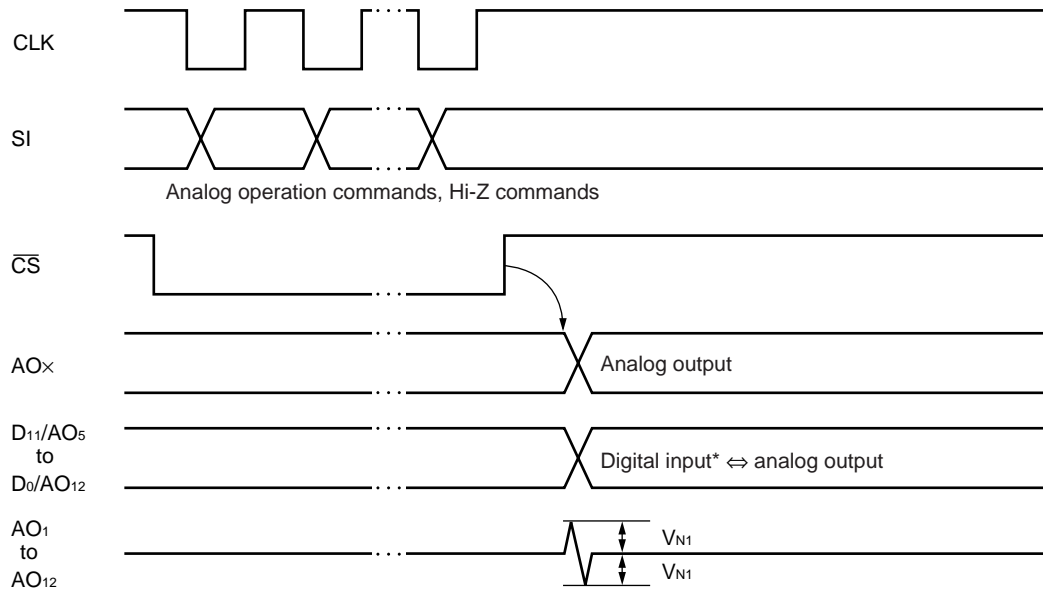 CLK
SI
Analog operation commands, Hi-Z commands
C̅S̅
AO×
Analog output
D11/AO5
to
D0/AO12
Digital input* ⇔ analog output
AO1
to
AO12
VN1
VN1